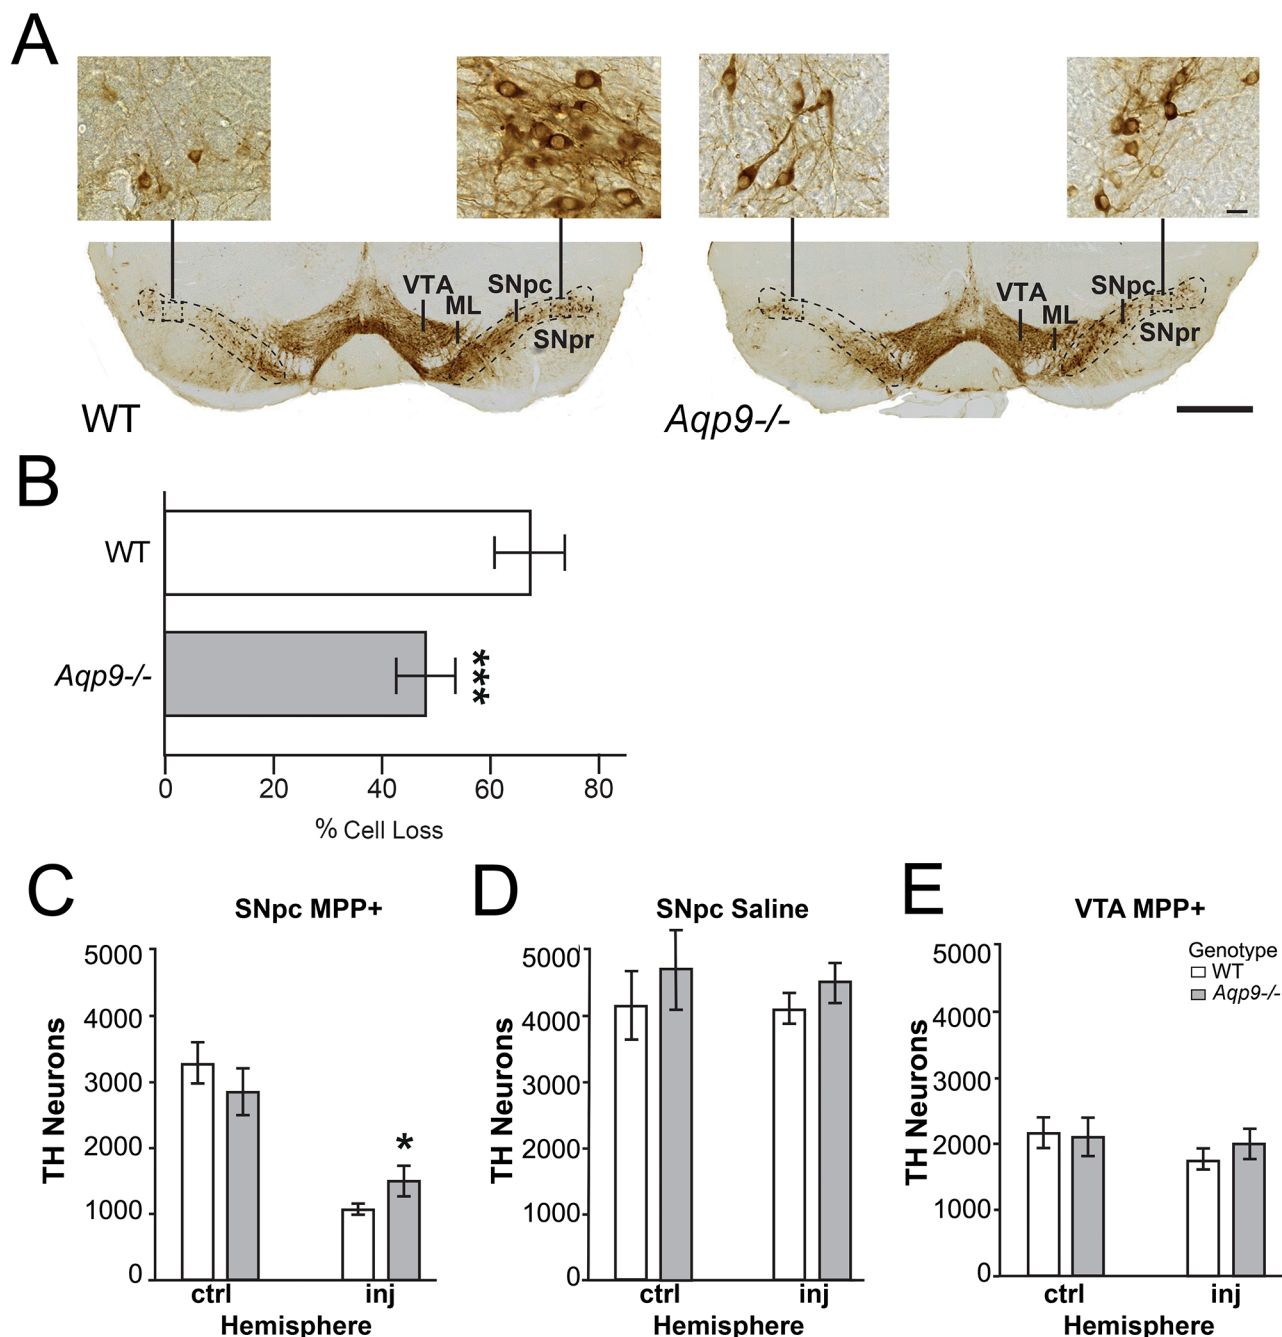 A
VTA
ML
SNpc
SNpr
WT
VTA
ML
SNpc
SNpr
Aqp9-/-
B
WT
Aqp9-/-
***
0 20 40 60 80
% Cell Loss
C
SNpc MPP+
TH Neurons
5000
4000
3000
2000
1000
0
*
ctrl inj
Hemisphere
D
SNpc Saline
TH Neurons
5000
4000
3000
2000
1000
0
ctrl inj
Hemisphere
E
VTA MPP+
Genotype
WT
Aqp9-/-
TH Neurons
5000
4000
3000
2000
1000
0
ctrl inj
Hemisphere